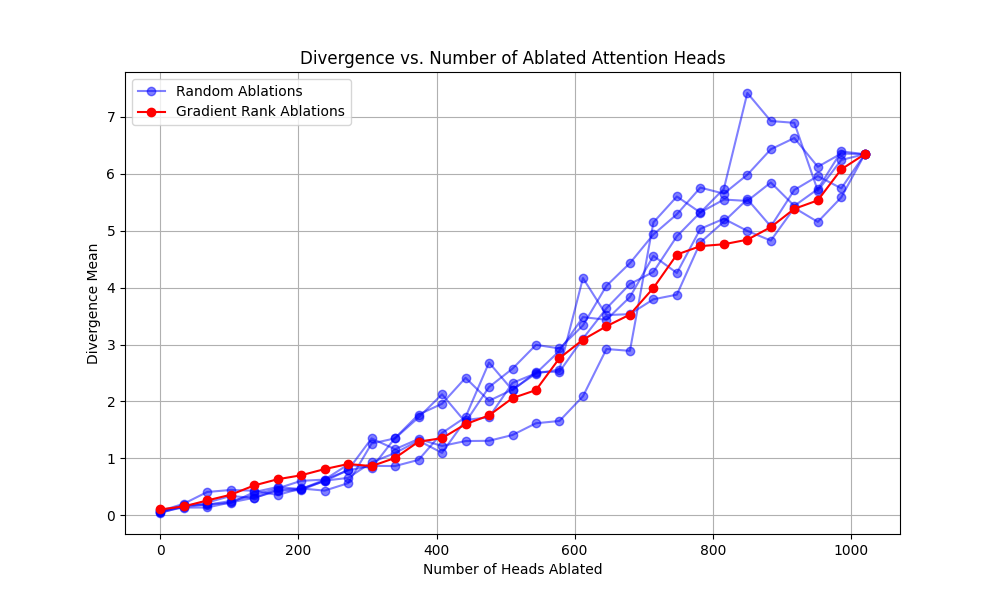 Divergence vs. Number of Ablated Attention Heads
Random Ablations
Gradient Rank Ablations
7
6
5
4
3
2
1
0
Divergence Mean
0 200 400 600 800 1000
Number of Heads Ablated